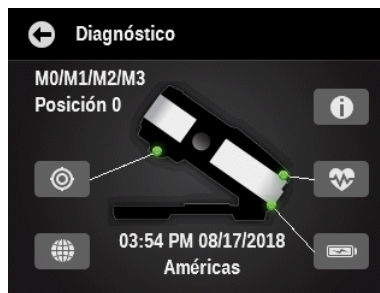 Diagnóstico
M0/M1/M2/M3
Posición 0
03:54 PM 08/17/2018
Américas